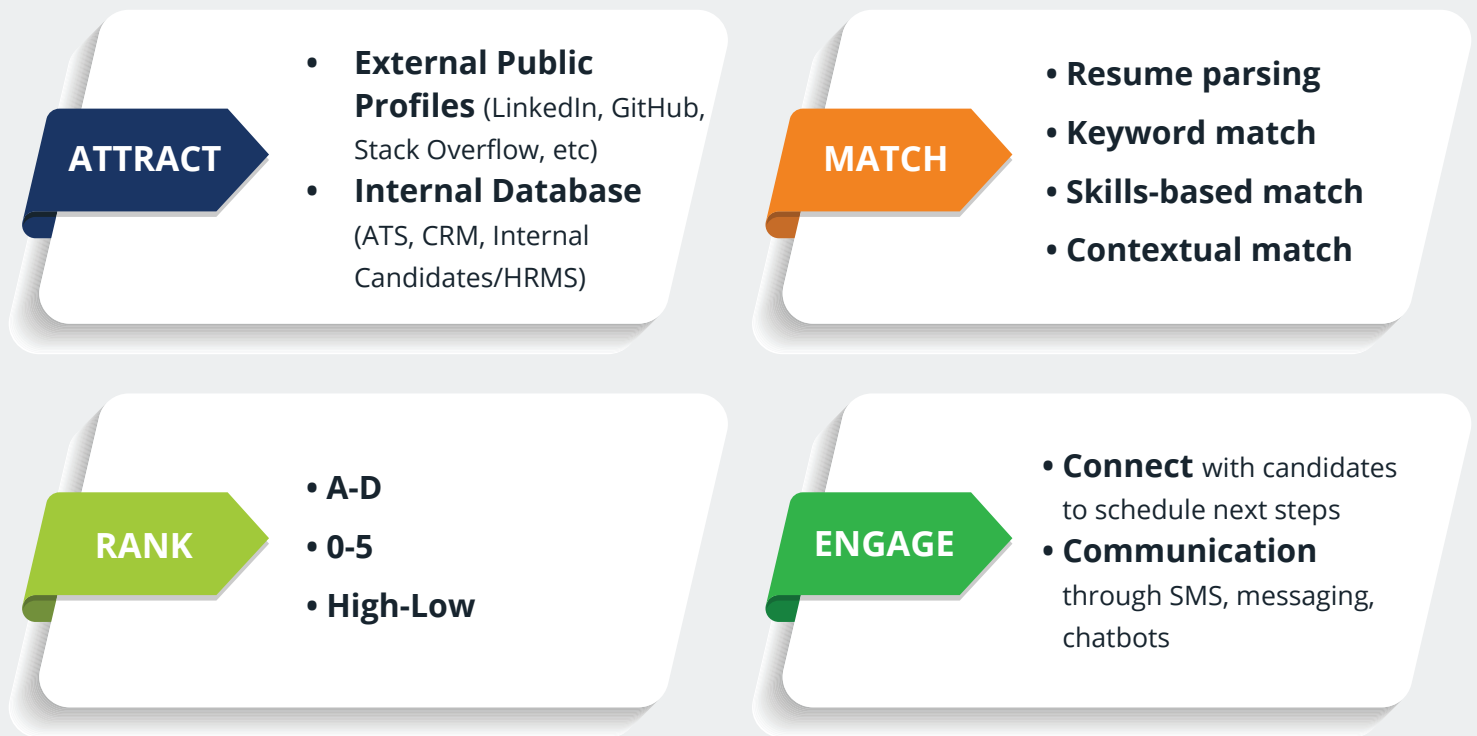 ATTRACT
• External Public
Profiles (LinkedIn, GitHub,
Stack Overflow, etc)
• Internal Database
(ATS, CRM, Internal
Candidates/HRMS)
MATCH
• Resume parsing
• Keyword match
• Skills-based match
• Contextual match
RANK
• A-D
• 0-5
• High-Low
ENGAGE
• Connect with candidates
to schedule next steps
• Communication
through SMS, messaging,
chatbots